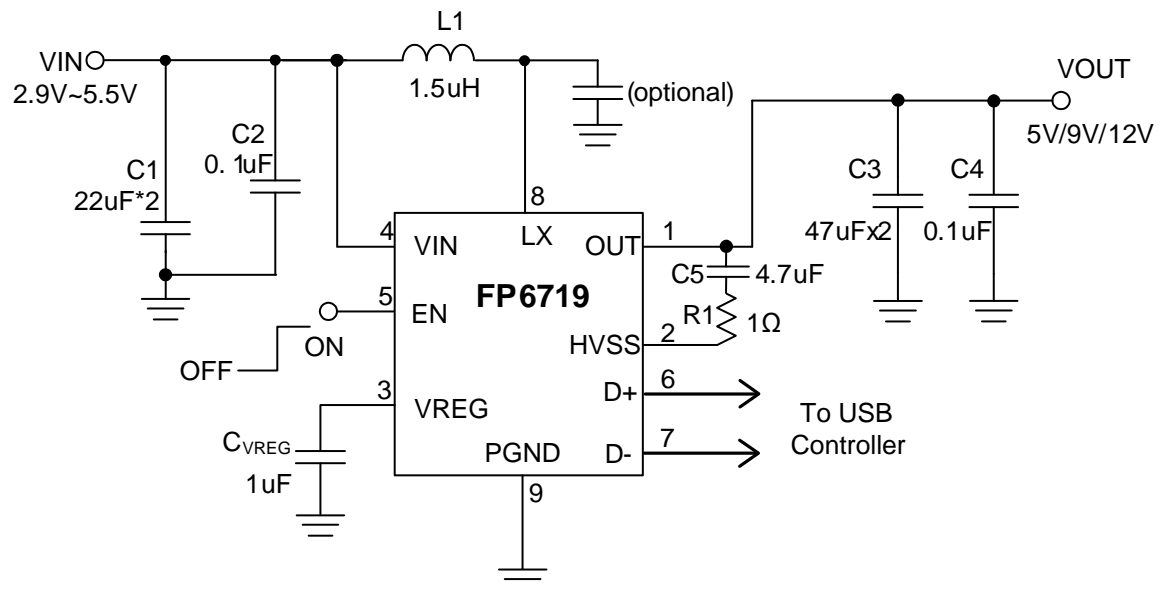 L1
VIN
2.9V~5.5V
1.5uH
(optional)
VOUT
5V/9V/12V
C2
0.1uF
C1
22uF*2
C3
47uFx2
C4
0.1uF
8
LX
4
VIN
OUT
1
C5
4.7uF
FP6719
5
EN
R1
1Ω
ON
OFF
HVSS
2
3
VREG
D+
6
To USB
Controller
CVREG
1uF
PGND
D-
7
9